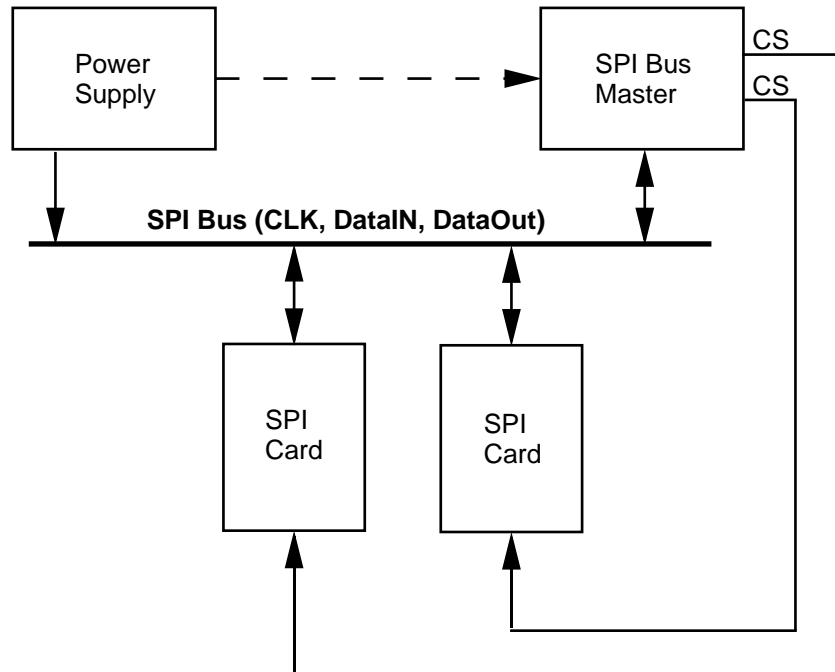 Power
Supply
SPI Bus
Master
CS
CS
SPI Bus (CLK, DataIN, DataOut)
SPI
Card
SPI
Card